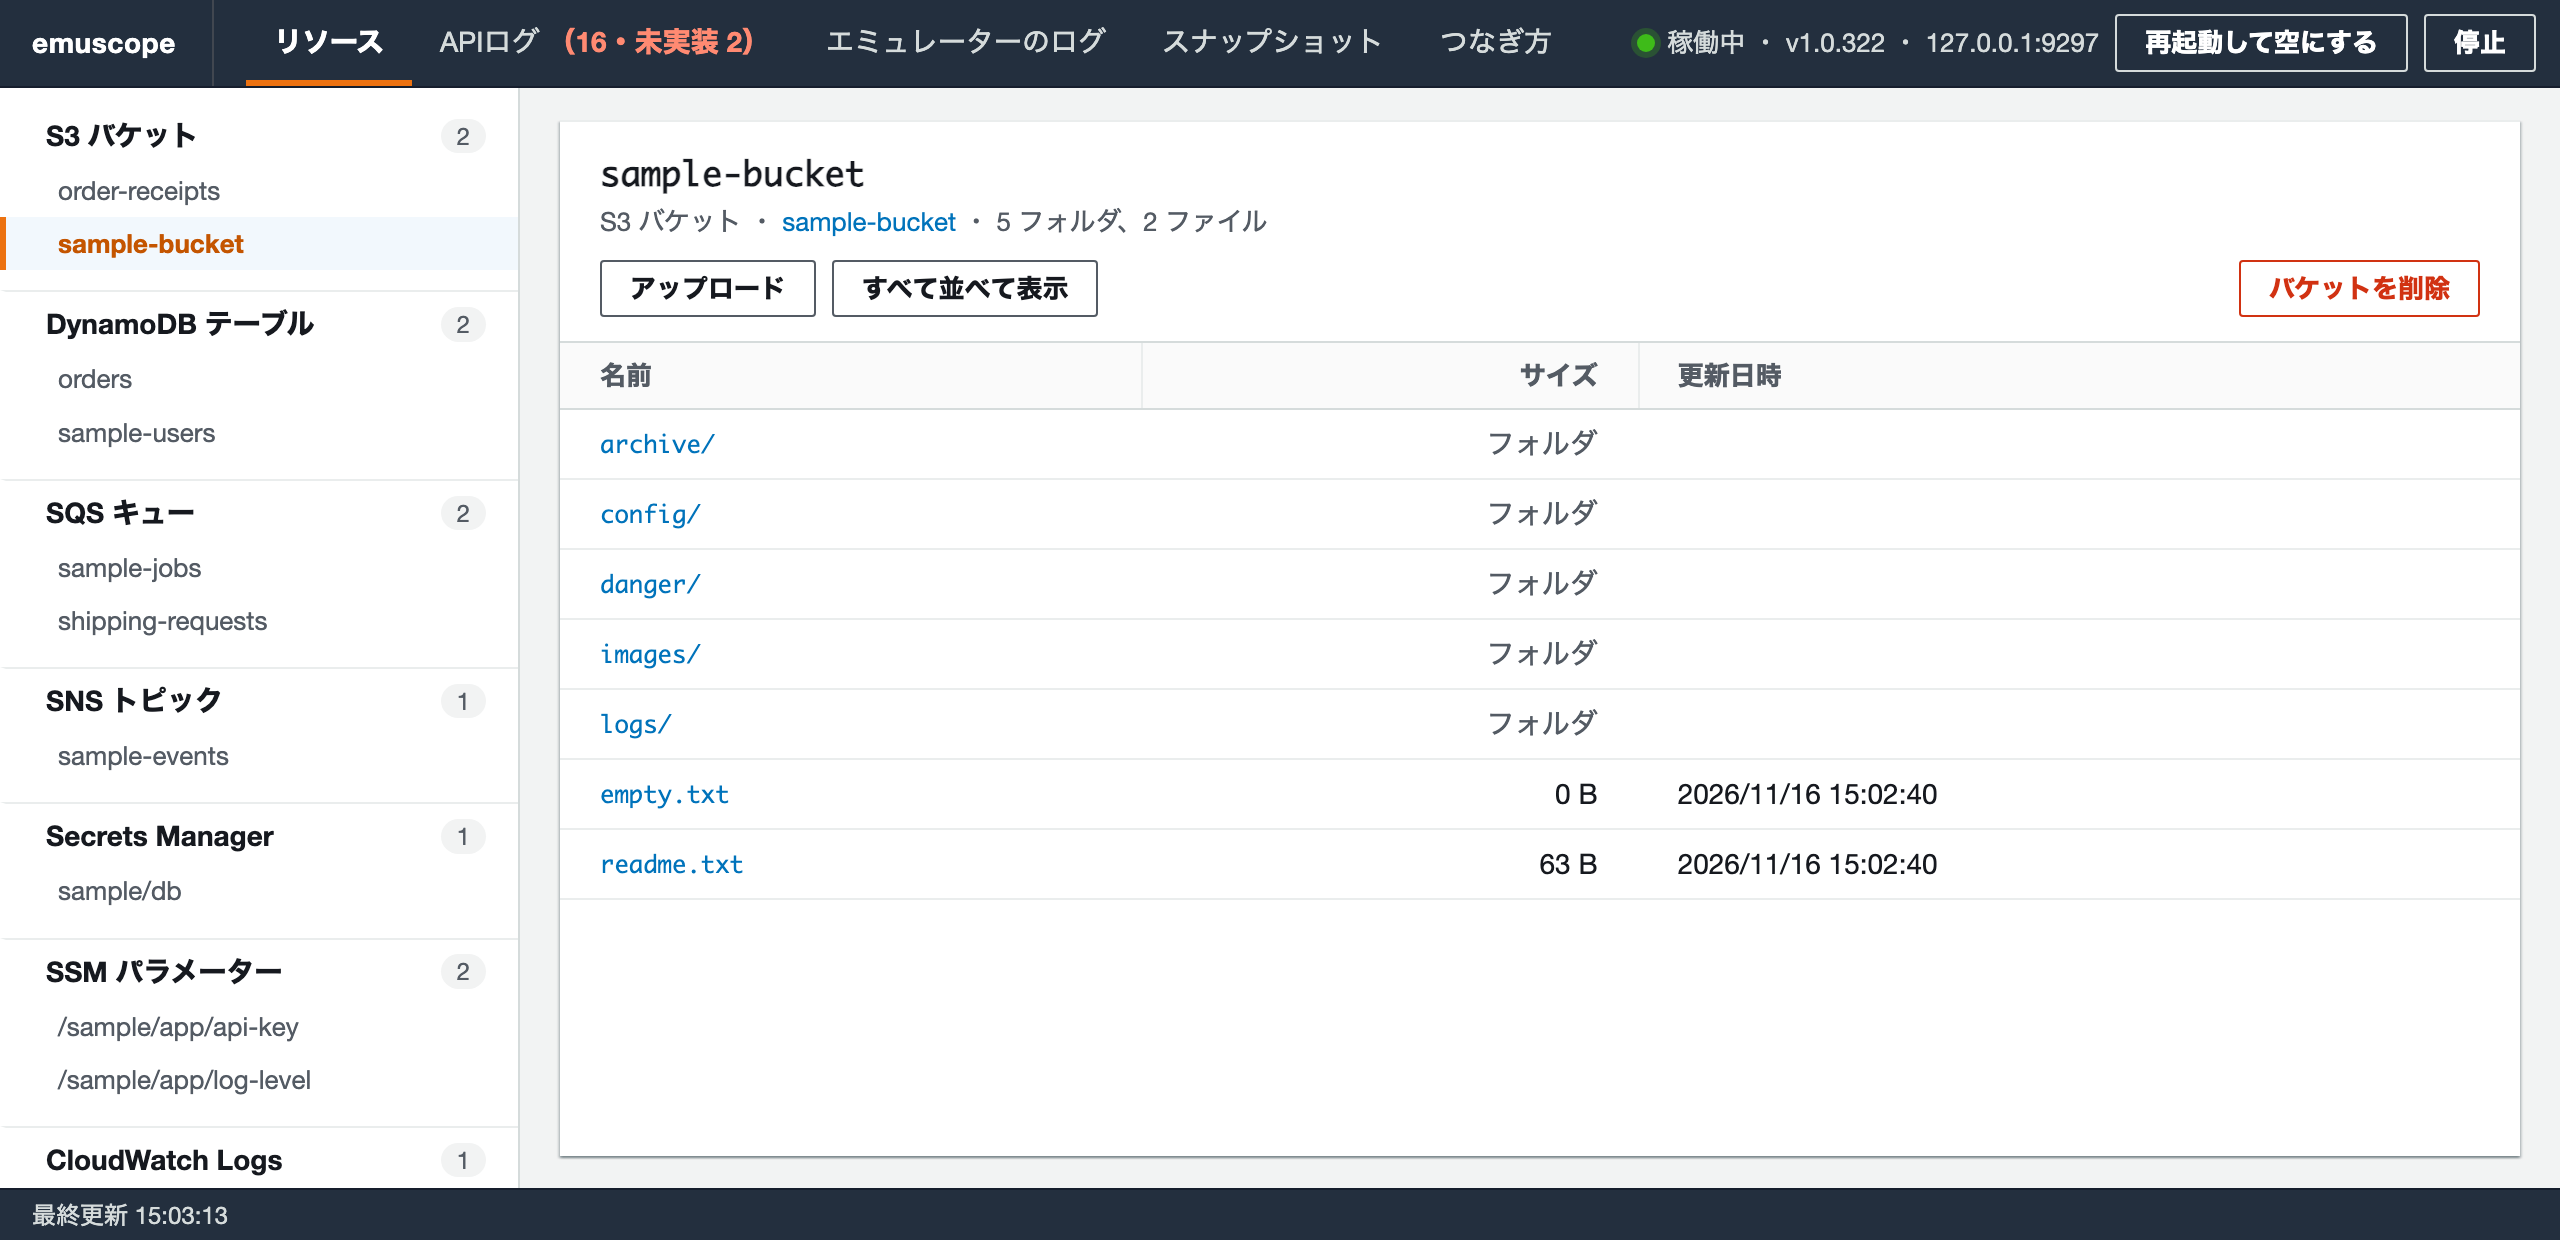 emuscope
リソース
APIログ (16・未実装 2)
エミュレーターのログ
スナップショット
つなぎ方
稼働中 ・ v1.0.322 ・ 127.0.0.1:9297
再起動して空にする
停止
S3 バケット 2
order-receipts
sample-bucket
DynamoDB テーブル 2
orders
sample-users
SQS キュー 2
sample-jobs
shipping-requests
SNS トピック 1
sample-events
Secrets Manager 1
sample/db
SSM パラメーター 2
/sample/app/api-key
/sample/app/log-level
CloudWatch Logs 1
sample-bucket
S3 バケット ・ sample-bucket ・ 5 フォルダ、2 ファイル
アップロード
すべて並べて表示
バケットを削除
名前 サイズ 更新日時
archive/ フォルダ
config/ フォルダ
danger/ フォルダ
images/ フォルダ
logs/ フォルダ
empty.txt 0 B 2026/11/16 15:02:40
readme.txt 63 B 2026/11/16 15:02:40
最終更新 15:03:13